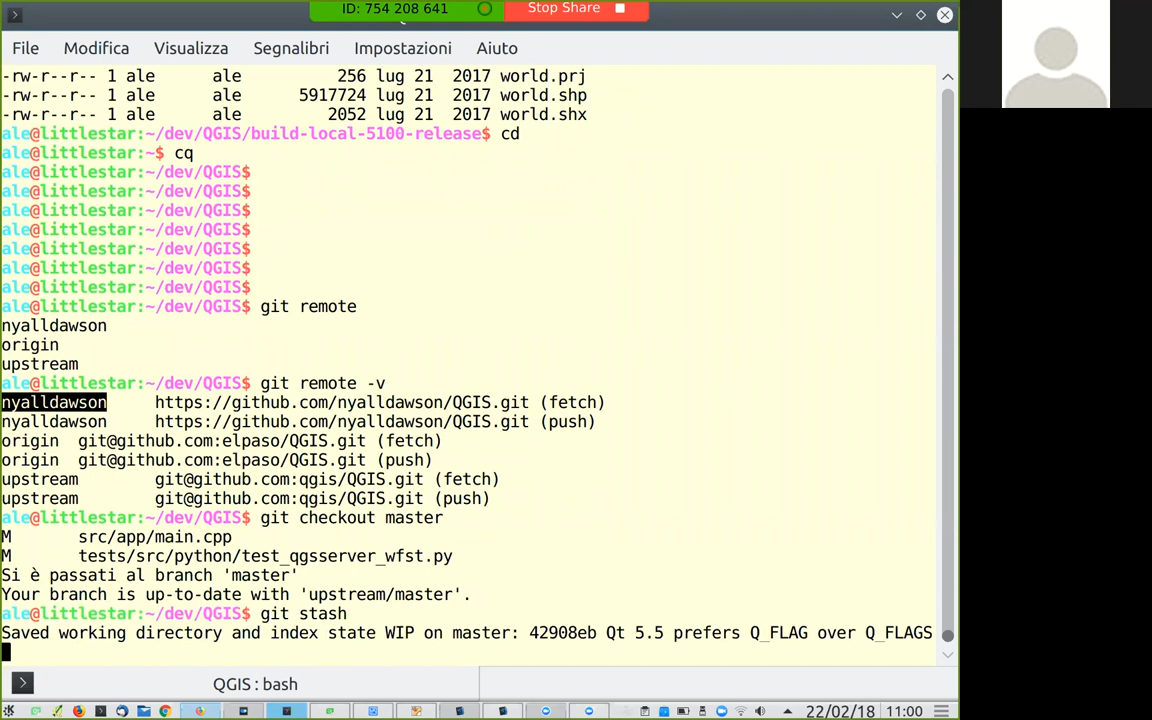 ID: 754 208 641
Stop Share
File Modifica Visualizza Segnalibri Impostazioni Aiuto
-rw-r--r-- 1 ale ale 256 lug 21 2017 world.prj
-rw-r--r-- 1 ale ale 5917724 lug 21 2017 world.shp
-rw-r--r-- 1 ale ale 2052 lug 21 2017 world.shx
ale@littlestar:~/dev/QGIS/build-local-5100-release$ cd
ale@littlestar:~$ cq
ale@littlestar:~/dev/QGIS$
ale@littlestar:~/dev/QGIS$
ale@littlestar:~/dev/QGIS$
ale@littlestar:~/dev/QGIS$
ale@littlestar:~/dev/QGIS$
ale@littlestar:~/dev/QGIS$
ale@littlestar:~/dev/QGIS$
ale@littlestar:~/dev/QGIS$ git remote
nyalldawson
origin
upstream
ale@littlestar:~/dev/QGIS$ git remote -v
nyalldawson https://github.com/nyalldawson/QGIS.git (fetch)
nyalldawson https://github.com/nyalldawson/QGIS.git (push)
origin git@github.com:elpaso/QGIS.git (fetch)
origin git@github.com:elpaso/QGIS.git (push)
upstream git@github.com:qgis/QGIS.git (fetch)
upstream git@github.com:qgis/QGIS.git (push)
ale@littlestar:~/dev/QGIS$ git checkout master
M src/app/main.cpp
M tests/src/python/test_qgsserver_wfst.py
Si è passati al branch 'master'
Your branch is up-to-date with 'upstream/master'.
ale@littlestar:~/dev/QGIS$ git stash
Saved working directory and index state WIP on master: 42908eb Qt 5.5 prefers Q_FLAG over Q_FLAGS
QGIS : bash
22/02/18 11:00